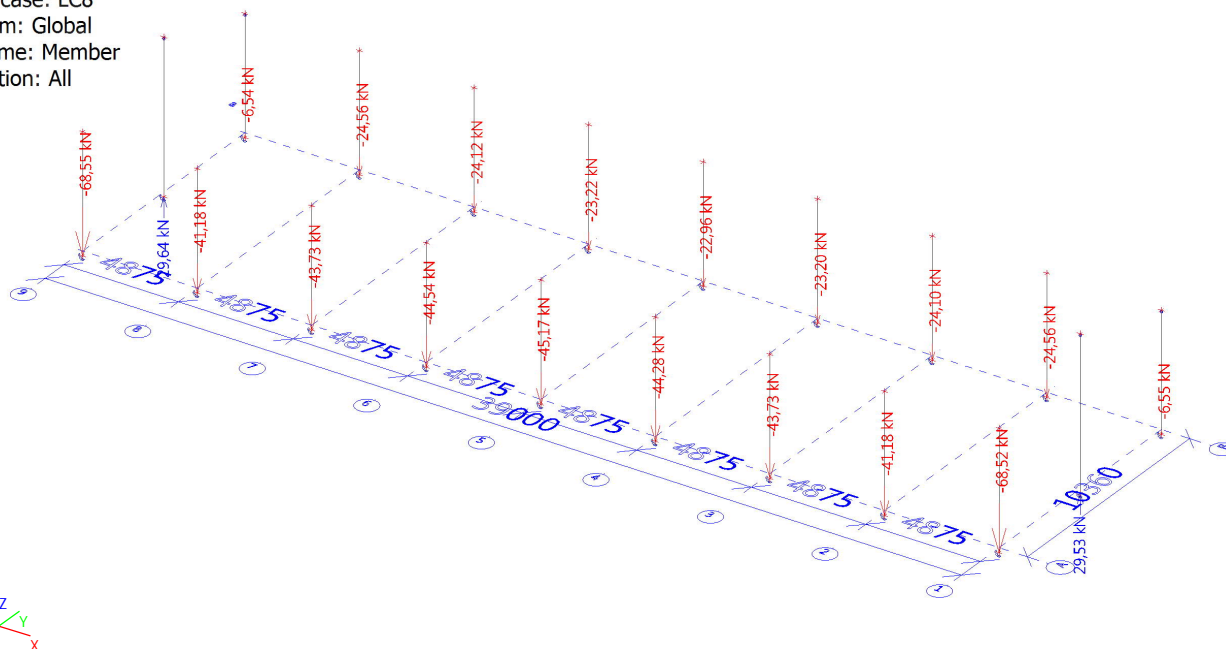 case: LC8
m: Global
me: Member
tion: All
-6,54 kN
-24,56 kN
-24,12 kN
-23,22 kN
-22,96 kN
-23,20 kN
-24,10 kN
-24,56 kN
-6,55 kN
-68,55 kN
29,64 kN
-41,18 kN
-43,73 kN
-44,54 kN
-45,17 kN
-44,28 kN
-43,73 kN
-41,18 kN
-68,52 kN
29,53 kN
4875
4875
4875
4875
4875
4875
4875
4875
39000
10360
9
8
7
6
5
4
3
2
1
A
B
Z
Y
X